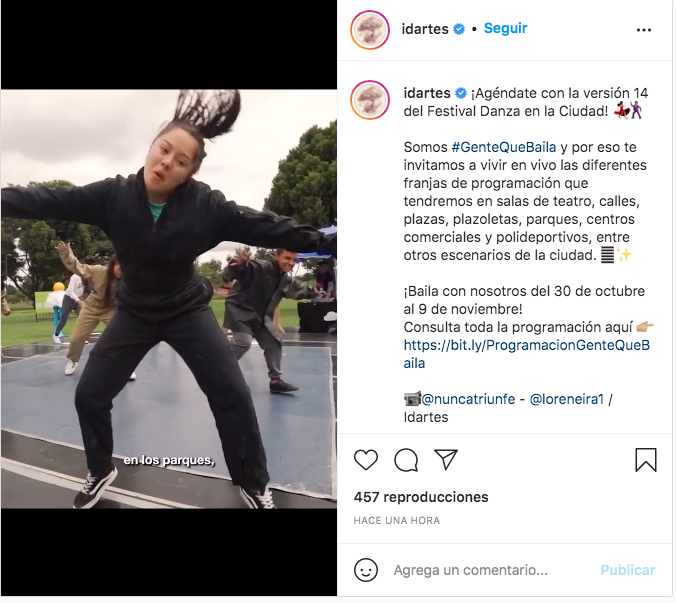 idartes • Seguir
idartes ¡Agéndate con la versión 14
del Festival Danza en la Ciudad! 💃🕺
Somos #GenteQueBaila y por eso te
invitamos a vivir en vivo las diferentes
franjas de programación que
tendremos en salas de teatro, calles,
plazas, plazoletas, parques, centros
comerciales y polideportivos, entre
otros escenarios de la ciudad. 🏢✨
¡Baila con nosotros del 30 de octubre
al 9 de noviembre!
Consulta toda la programación aquí 👉🏼
https://bit.ly/ProgramacionGenteQueB
aila
📹@nuncatriunfe - @loreneira1 /
Idartes
en los parques,
457 reproducciones
HACE UNA HORA
Agrega un comentario... Publicar